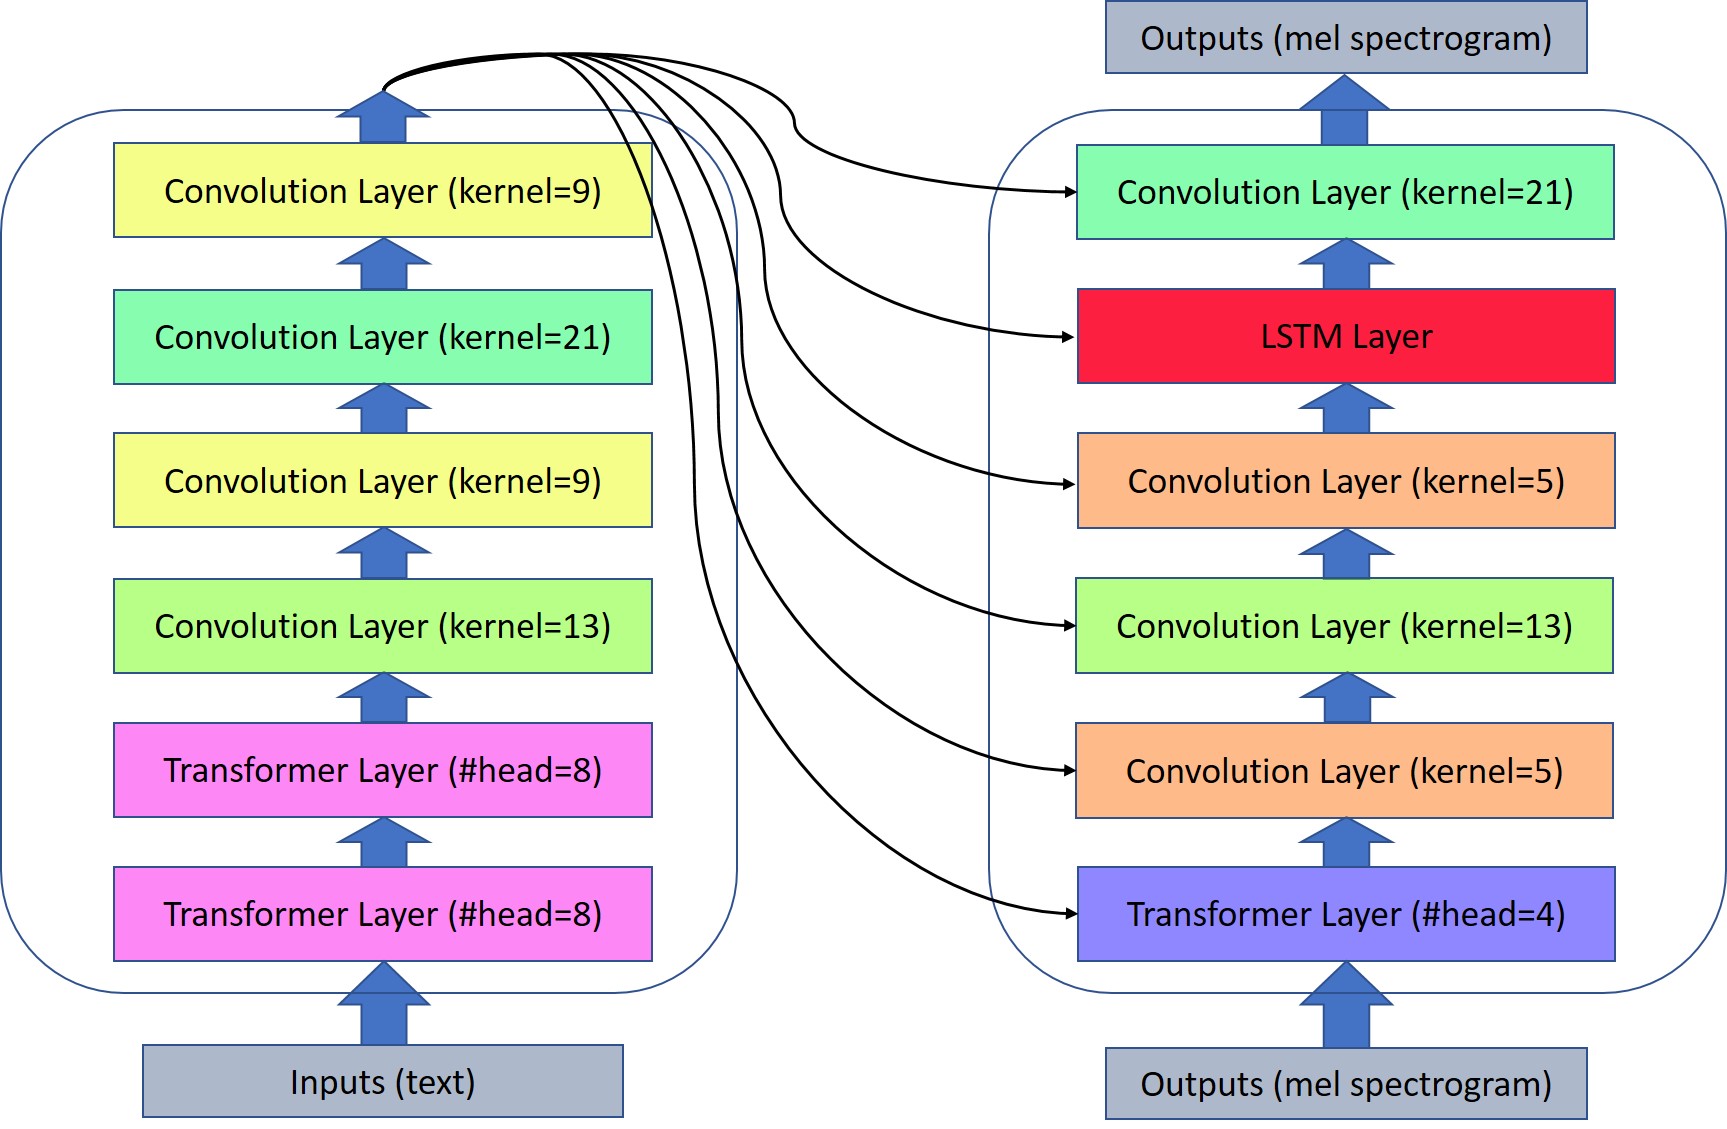 Convolution Layer (kernel=9)
Convolution Layer (kernel=21)
Convolution Layer (kernel=9)
Convolution Layer (kernel=13)
Transformer Layer (#head=8)
Transformer Layer (#head=8)
Inputs (text)
Outputs (mel spectrogram)
Convolution Layer (kernel=21)
LSTM Layer
Convolution Layer (kernel=5)
Convolution Layer (kernel=13)
Convolution Layer (kernel=5)
Transformer Layer (#head=4)
Outputs (mel spectrogram)